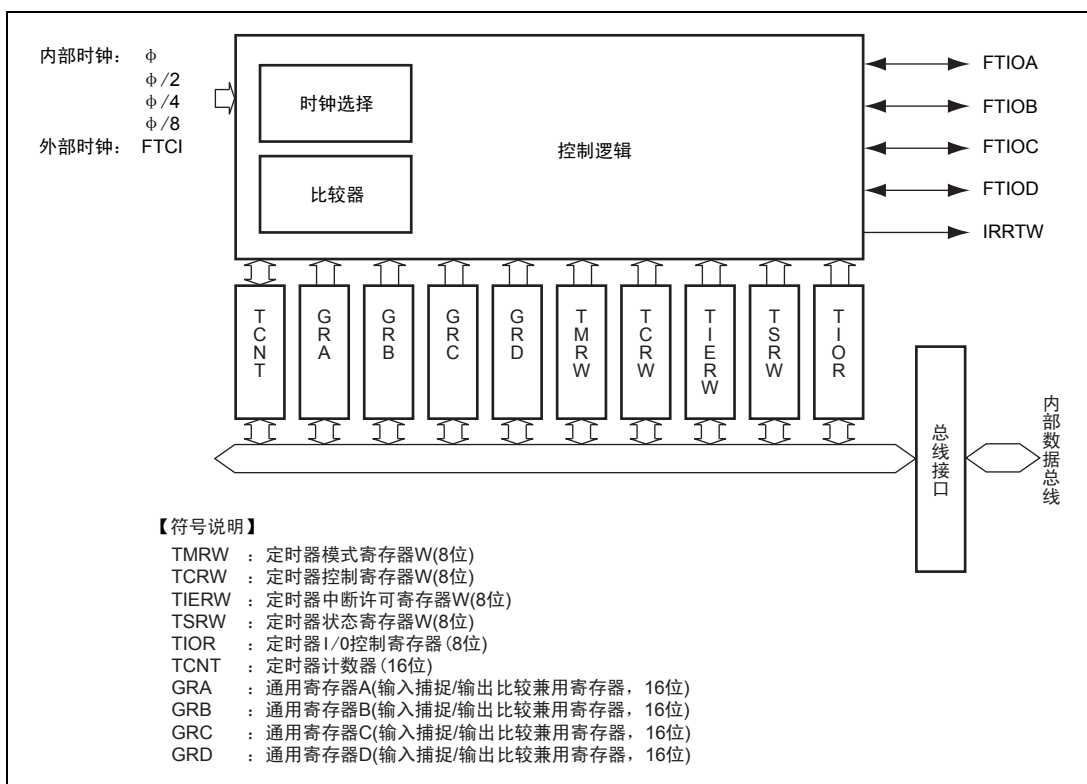 内部时钟： φ
φ/2
φ/4
φ/8
外部时钟： FTCI
时钟选择
比较器
控制逻辑
FTIOA
FTIOB
FTIOC
FTIOD
IRRTW
TCNT
GRA
GRB
GRC
GRD
TMRW
TCRW
TIERW
TSRW
TIOR
总线接口
内部数据总线
【符号说明】
TMRW ：定时器模式寄存器W(8位)
TCRW ：定时器控制寄存器W(8位)
TIERW ：定时器中断许可寄存器W(8位)
TSRW ：定时器状态寄存器W(8位)
TIOR ：定时器I/O控制寄存器(8位)
TCNT ：定时器计数器(16位)
GRA ：通用寄存器A(输入捕捉/输出比较兼用寄存器，16位)
GRB ：通用寄存器B(输入捕捉/输出比较兼用寄存器，16位)
GRC ：通用寄存器C(输入捕捉/输出比较兼用寄存器，16位)
GRD ：通用寄存器D(输入捕捉/输出比较兼用寄存器，16位)